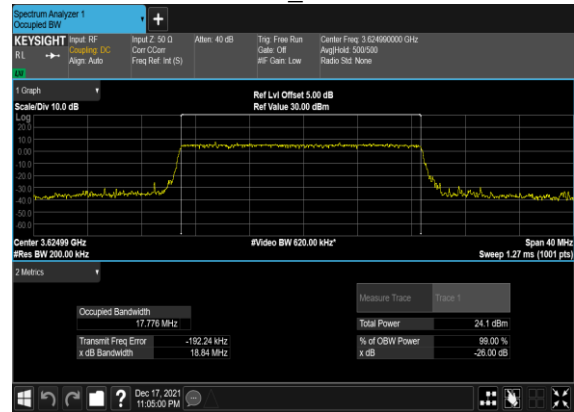 Spectrum Analyzer 1
Occupied BW
+
KEYSIGHT
RL
Input: RF
Coupling: DC
Align: Auto
Input Z: 50 Ω
Corr CCorr
Freq Ref: Int (S)
Atten: 40 dB
Trig: Free Run
Gate: Off
#IF Gain: Low
Center Freq: 3.624990000 GHz
Avg|Hold: 500/500
Radio Std: None
1 Graph
Scale/Div 10.0 dB
Ref Lvl Offset 5.00 dB
Ref Value 30.00 dBm
Log
20.0
10.0
0.00
-10.0
-20.0
-30.0
-40.0
-50.0
-60.0
Center 3.62499 GHz
#Res BW 200.00 kHz
#Video BW 620.00 kHz*
Span 40 MHz
Sweep 1.27 ms (1001 pts)
2 Metrics
Measure Trace Trace 1
Occupied Bandwidth
17.776 MHz
Total Power 24.1 dBm
Transmit Freq Error -192.24 kHz
% of OBW Power 99.00 %
x dB Bandwidth 18.84 MHz
x dB -26.00 dB
?
Dec 17, 2021
11:05:00 PM